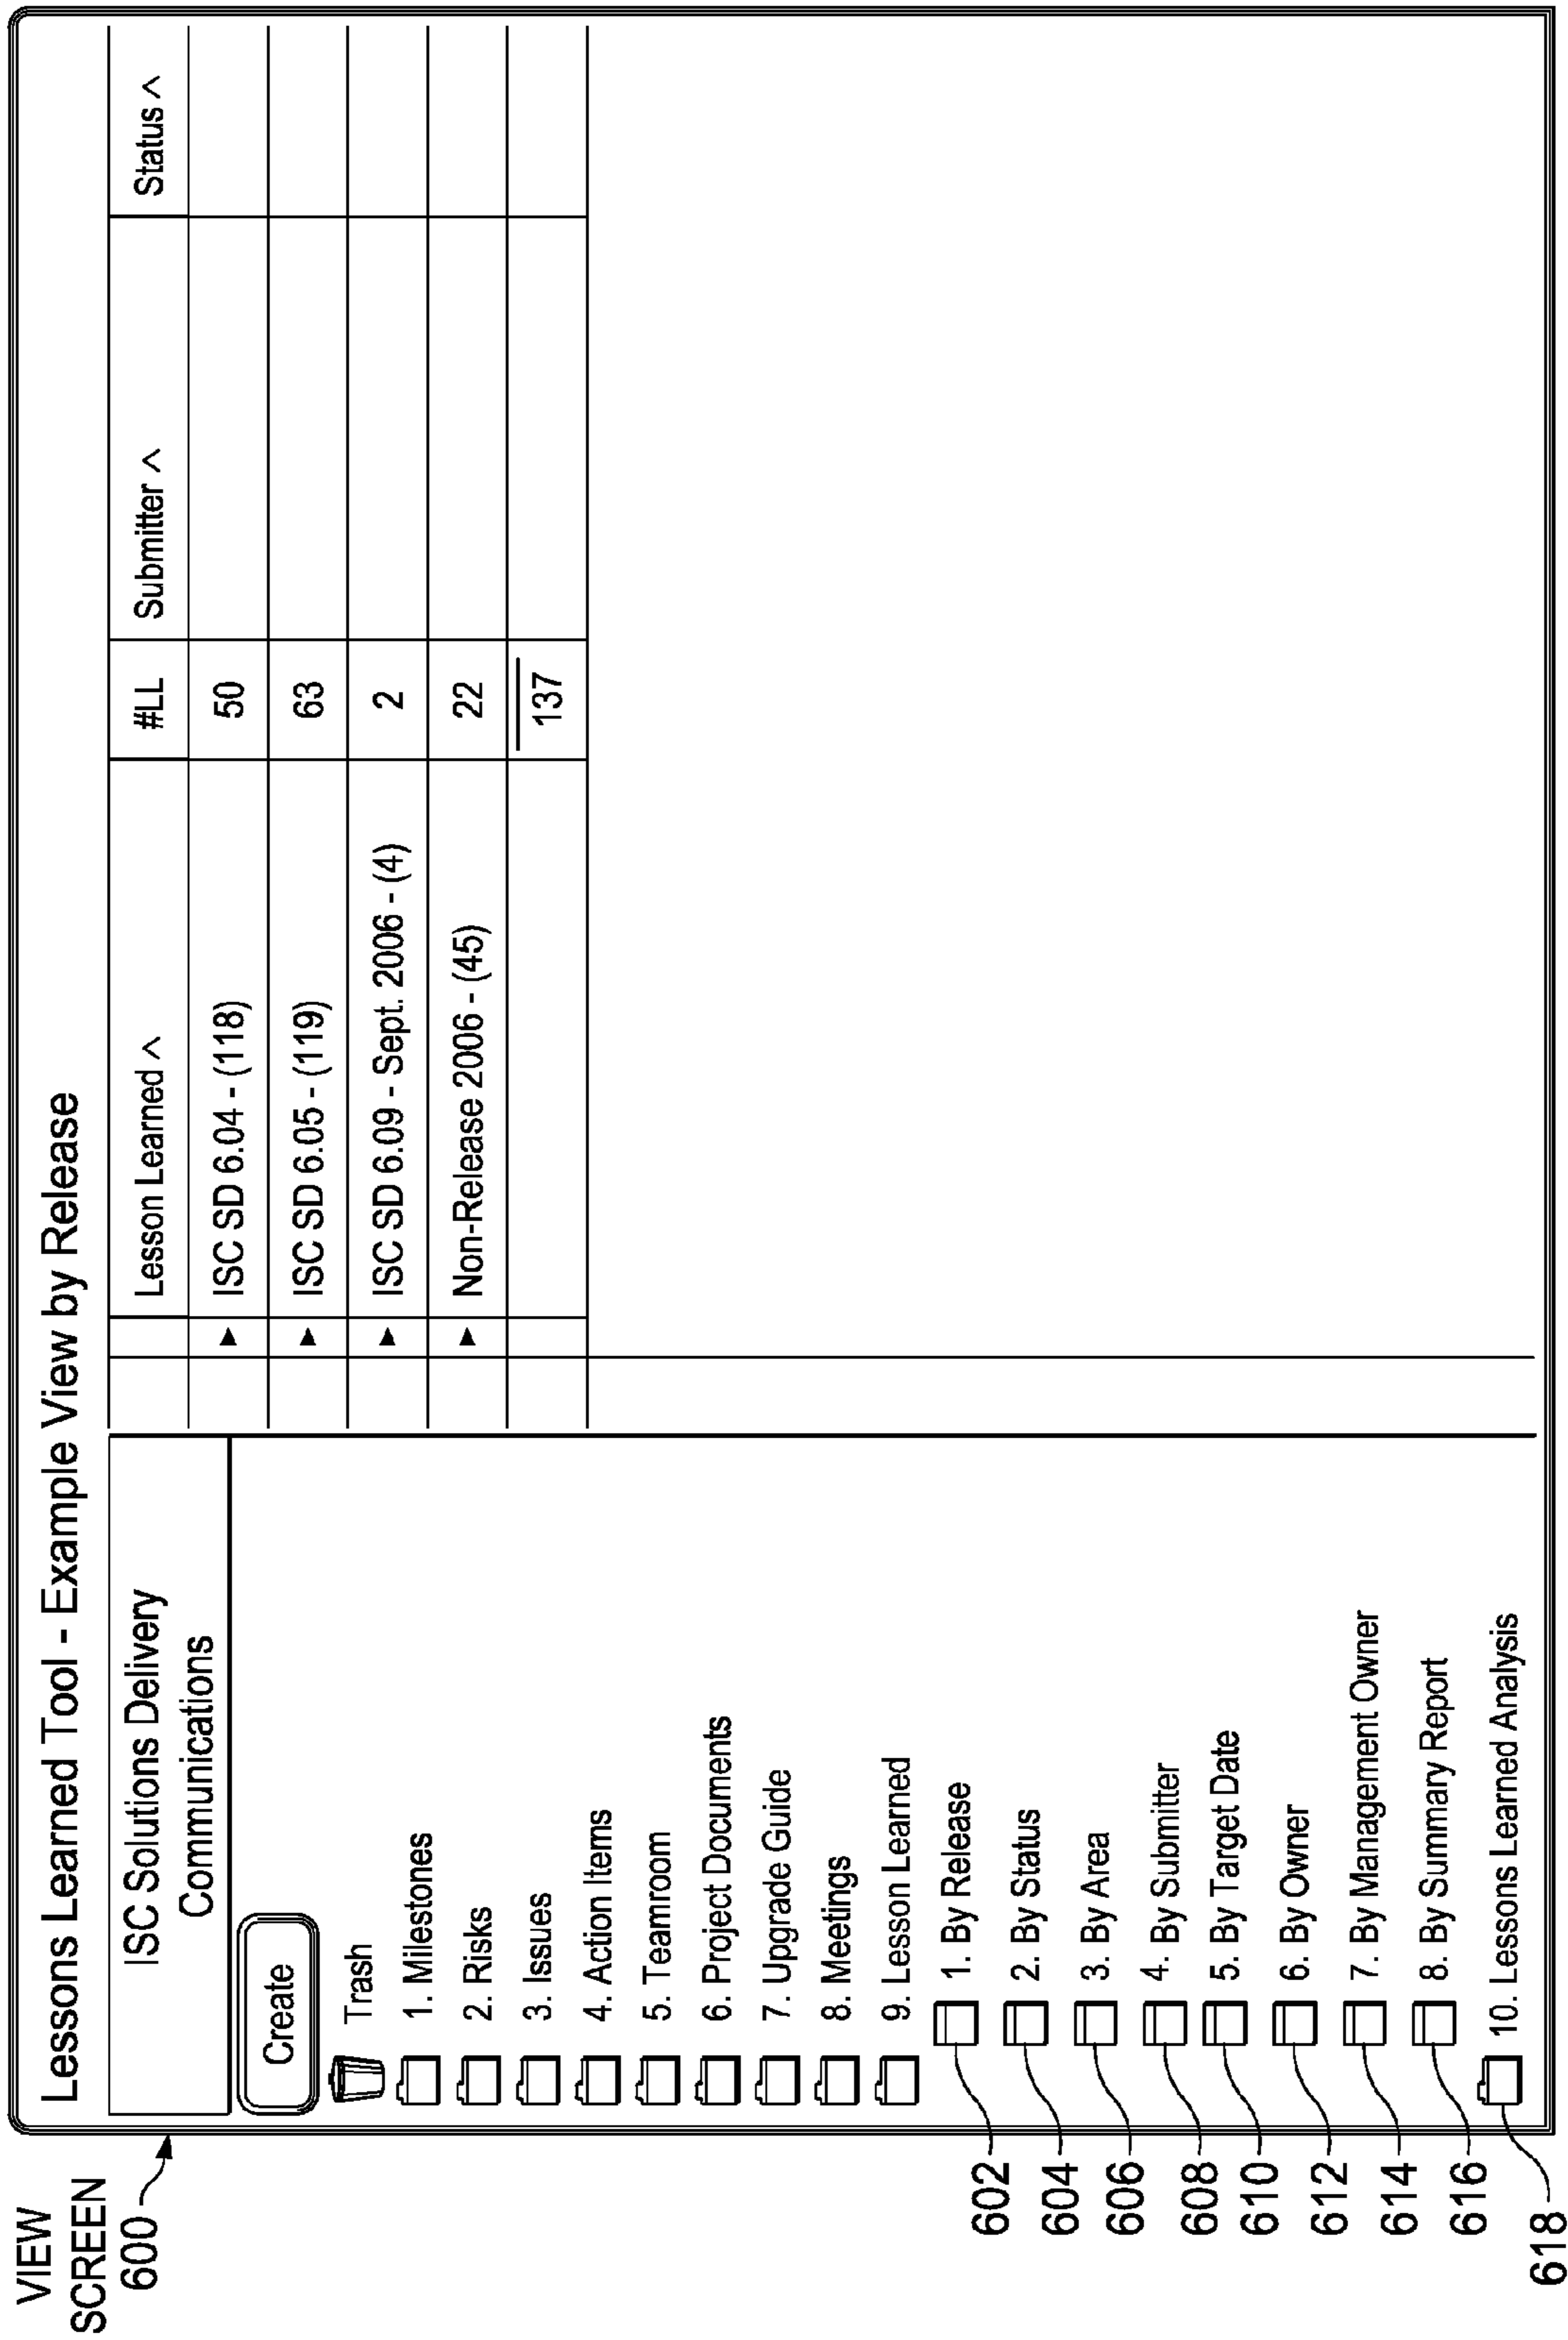 VIEW
SCREEN
600
Lessons Learned Tool - Example View by Release
ISC Solutions Delivery
Communications
Create
Trash
1. Milestones
2. Risks
3. Issues
4. Action Items
5. Teamroom
6. Project Documents
7. Upgrade Guide
8. Meetings
9. Lesson Learned
602 1. By Release
604 2. By Status
606 3. By Area
608 4. By Submitter
610 5. By Target Date
612 6. By Owner
614 7. By Management Owner
616 8. By Summary Report
618 10. Lessons Learned Analysis
Lesson Learned ^ #LL Submitter ^ Status ^
ISC SD 6.04 - (118) 50
ISC SD 6.05 - (119) 63
ISC SD 6.09 - Sept. 2006 - (4) 2
Non-Release 2006 - (45) 22
137